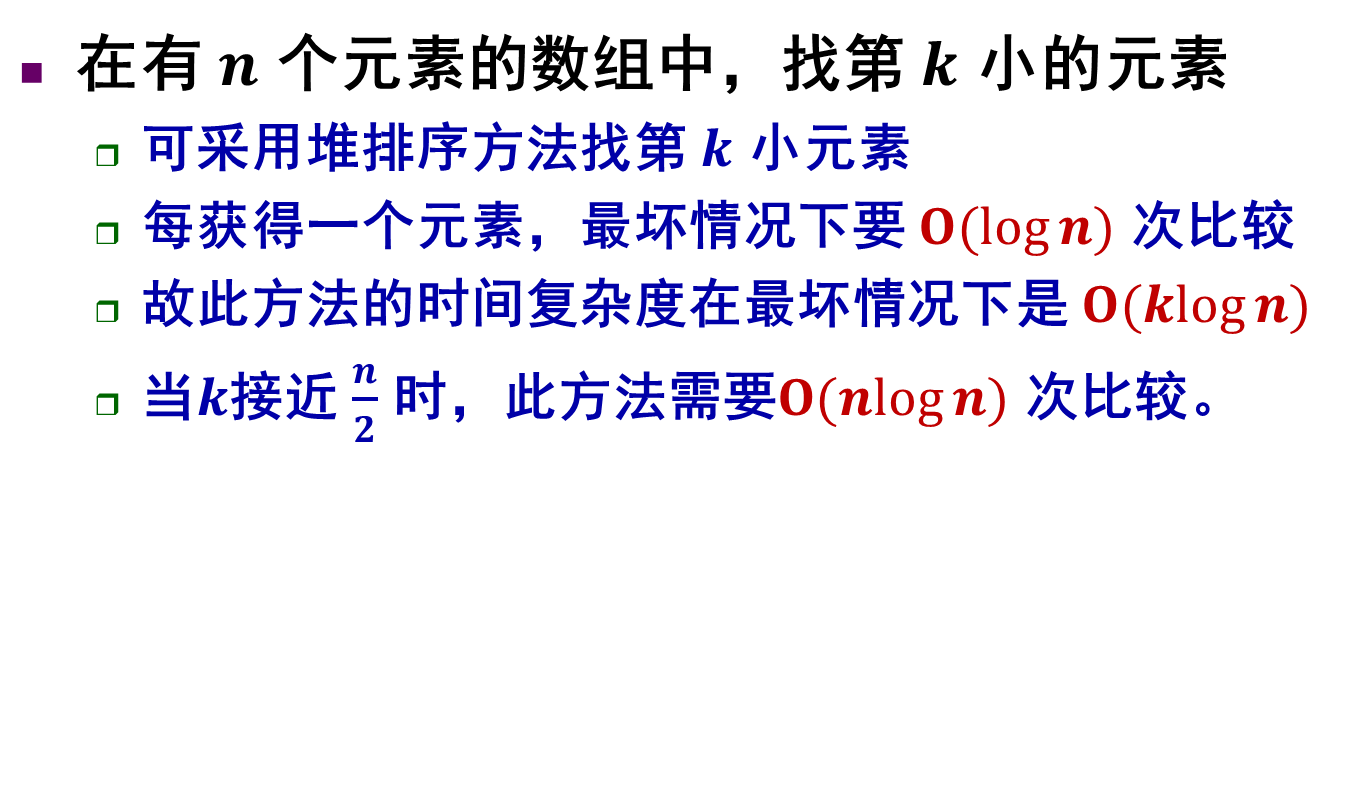 在有 n 个元素的数组中，找第 k 小的元素
可采用堆排序方法找第 k 小元素
每获得一个元素，最坏情况下要 O(log n) 次比较
故此方法的时间复杂度在最坏情况下是 O(klog n)
当k接近 n/2 时，此方法需要O(nlog n) 次比较。